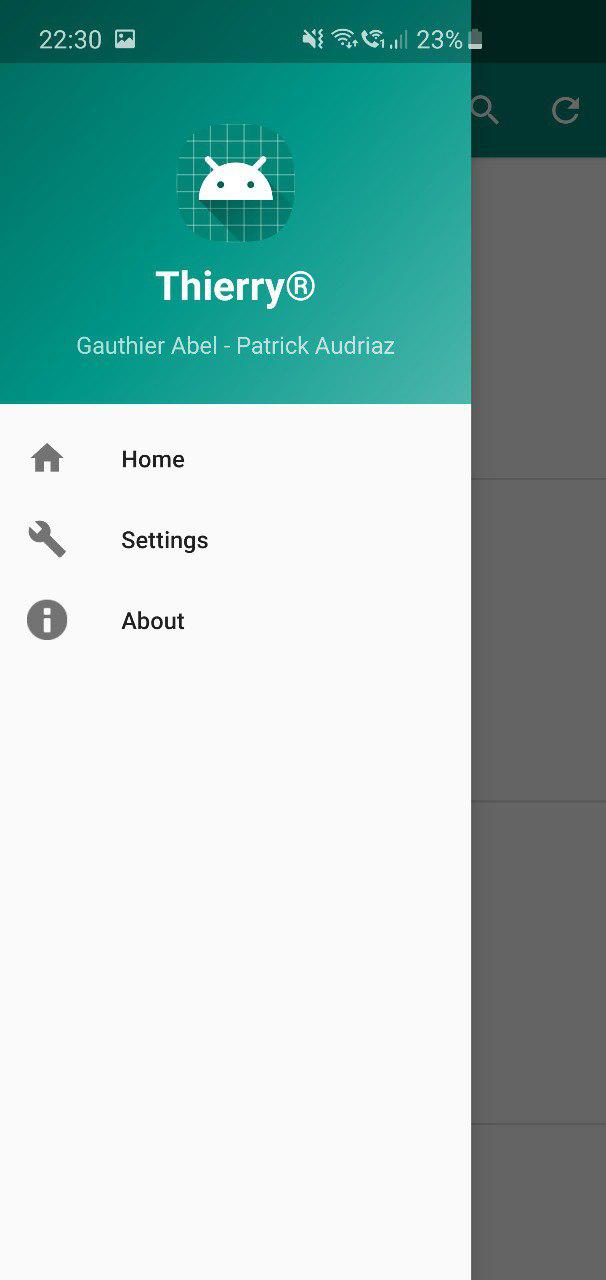 22:30 23%
Thierry®
Gauthier Abel - Patrick Audriaz
Home
Settings
About